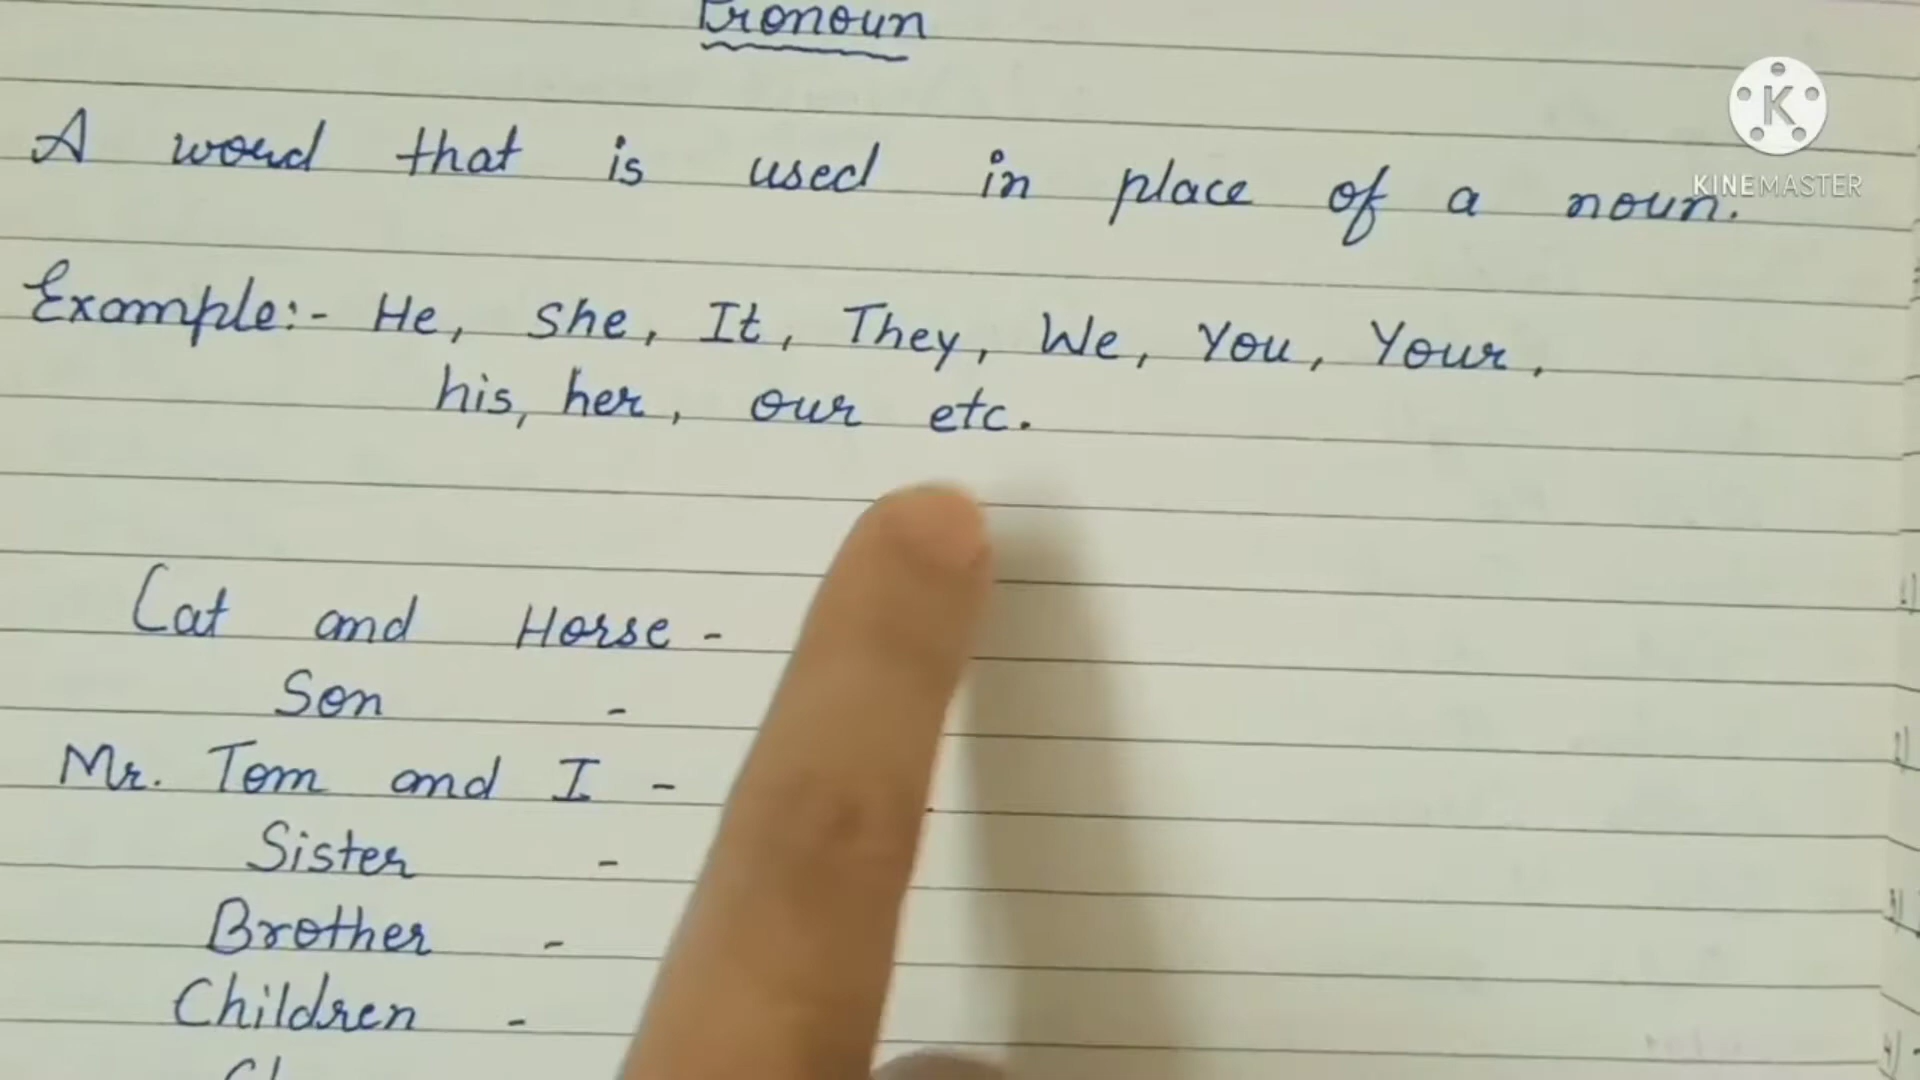 Pronoun
A word that is used in place of a noun.
KINEMASTER
Example:- He, She, It, They, We, You, Your,
his, her, our etc.
Cat and Horse -
Son -
Mr. Tom and I -
Sister -
Brother -
Children -